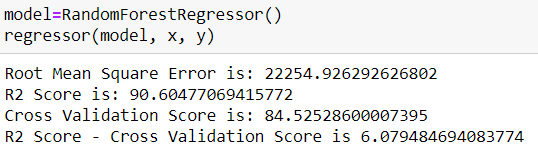 model=RandomForestRegressor()
regressor(model, x, y)
Root Mean Square Error is: 22254.926292626802
R2 Score is: 90.60477069415772
Cross Validation Score is: 84.52528600007395
R2 Score - Cross Validation Score is 6.079484694083774